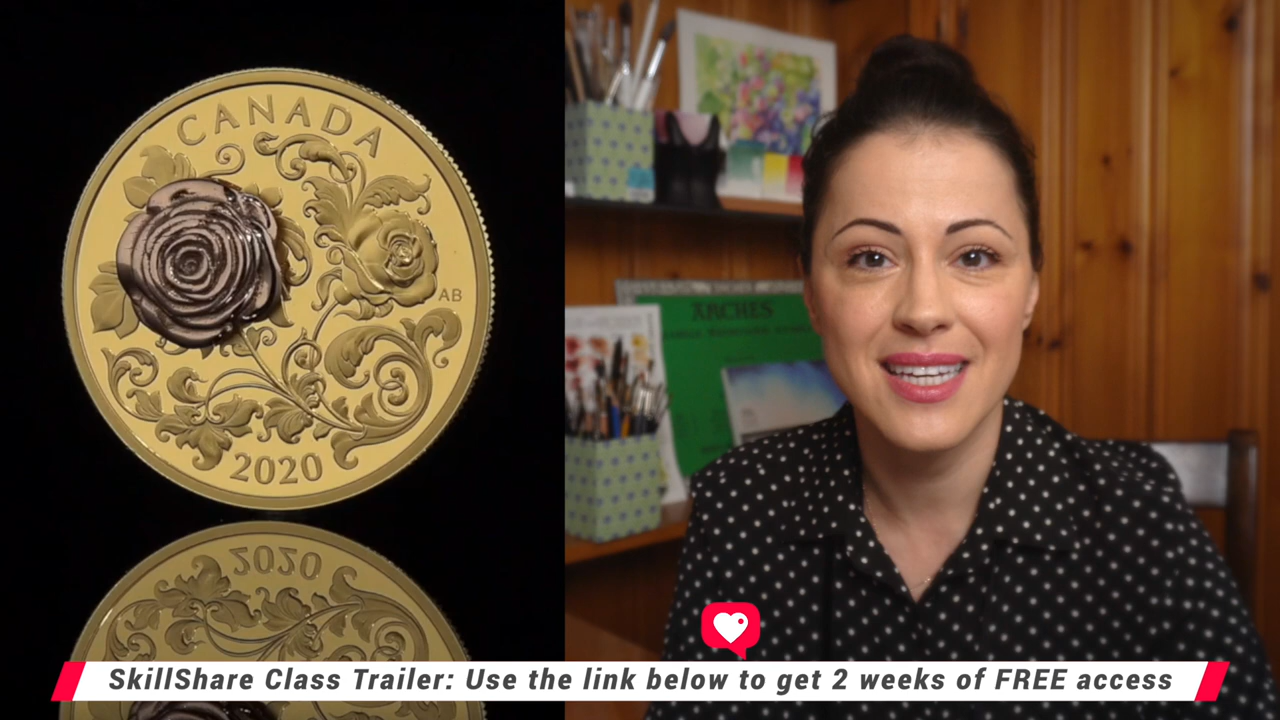 CANADA
AB
2020
2020
ARCHES
SkillShare Class Trailer: Use the link below to get 2 weeks of FREE access